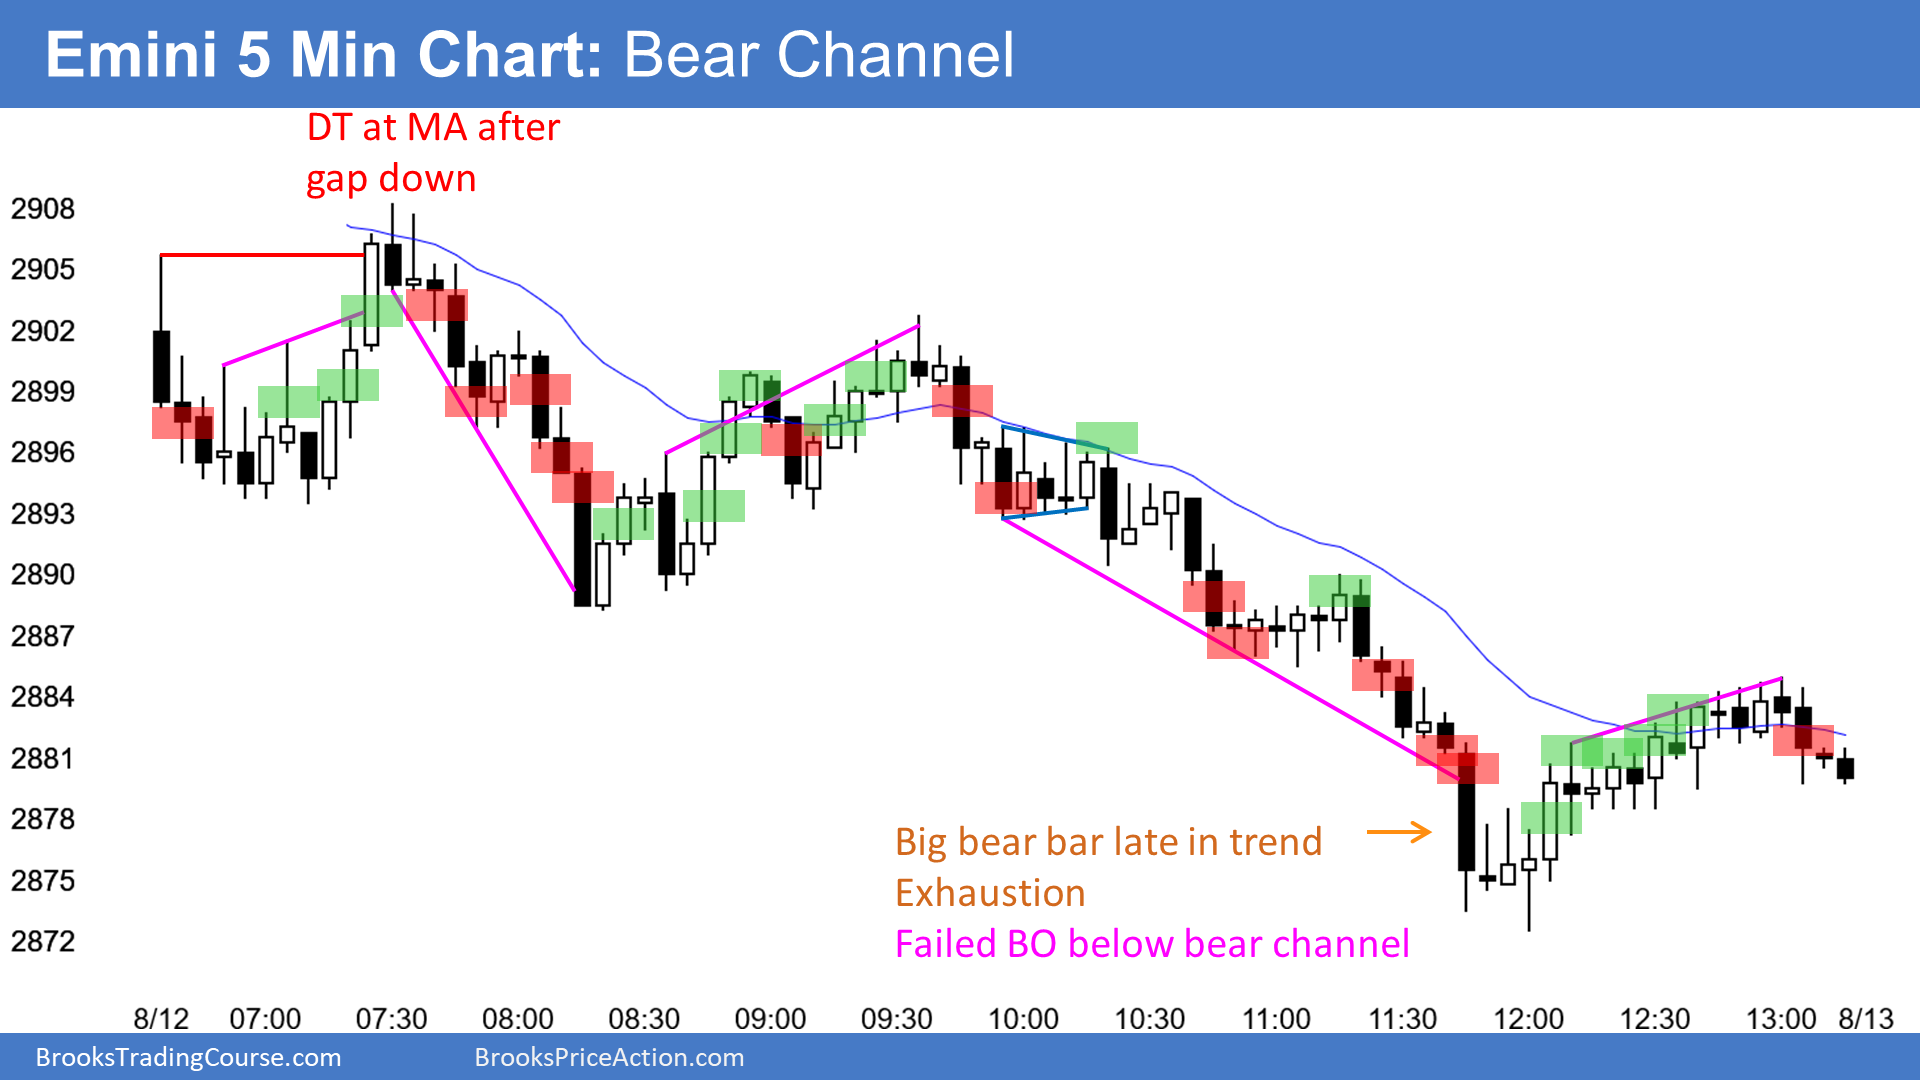 Emini 5 Min Chart: Bear Channel
DT at MA after
gap down
2908
2905
2902
2899
2896
2893
2890
2887
2884
2881
2878
2875
2872
Big bear bar late in trend
Exhaustion
Failed BO below bear channel
8/12 07:00 07:30 08:00 08:30 09:00 09:30 10:00 10:30 11:00 11:30 12:00 12:30 13:00 8/13
BrooksTradingCourse.com BrooksPriceAction.com